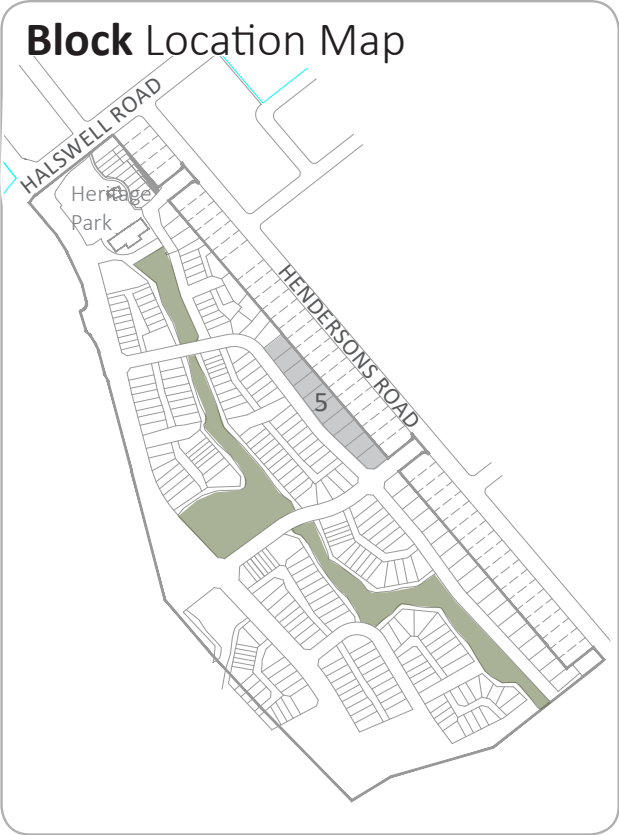 Block Location Map
HALSWELL ROAD
Heritage
Park
HENDERSONS ROAD
5